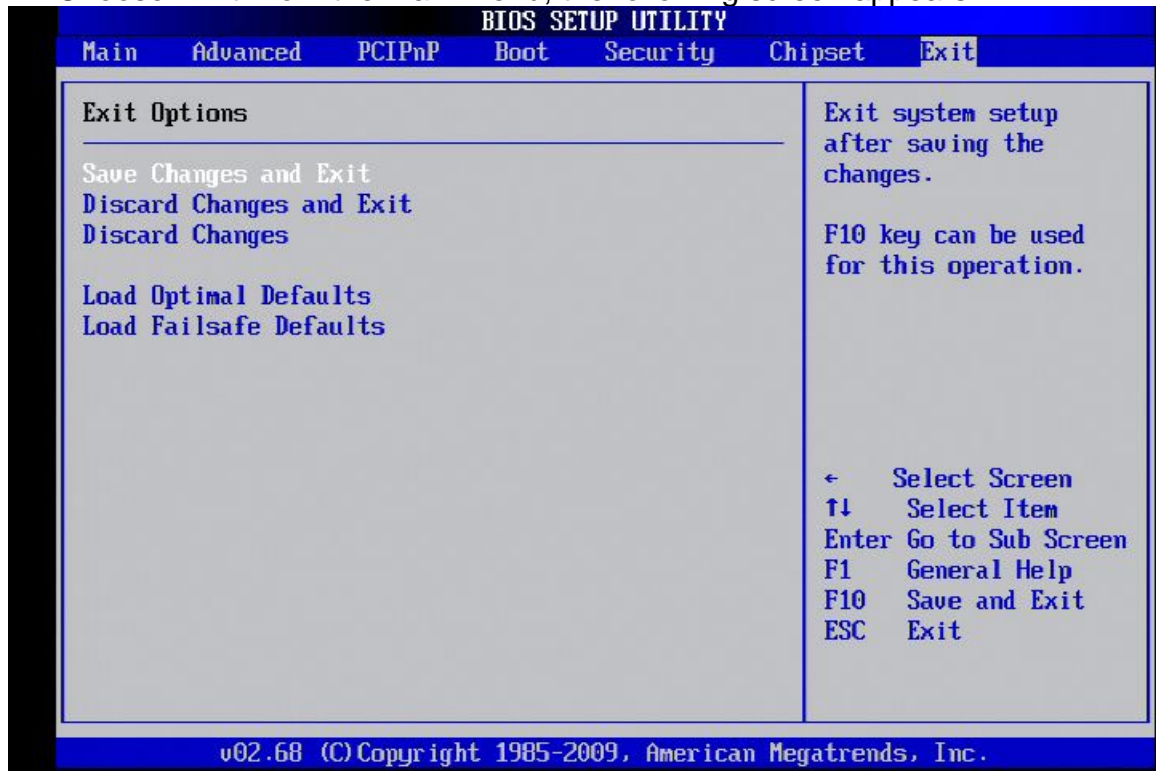 BIOS SETUP UTILITY
Main Advanced PCIPnP Boot Security Chipset Exit
Exit Options
Save Changes and Exit
Discard Changes and Exit
Discard Changes
Load Optimal Defaults
Load Failsafe Defaults
Exit system setup
after saving the
changes.
F10 key can be used
for this operation.
← Select Screen
↑↓ Select Item
Enter Go to Sub Screen
F1 General Help
F10 Save and Exit
ESC Exit
v02.68 (C)Copyright 1985-2009, American Megatrends, Inc.